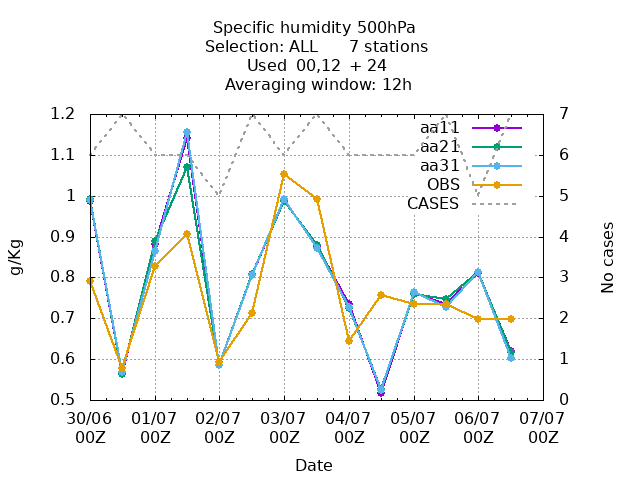 Specific humidity 500hPa
Selection: ALL      7 stations
Used  00,12  + 24
Averaging window: 12h
aa11
aa21
aa31
OBS
CASES
g/Kg
1.2
1.1
1
0.9
0.8
0.7
0.6
0.5
No cases
7
6
5
4
3
2
1
0
30/06 01/07 02/07 03/07 04/07 05/07 06/07 07/07
00Z 00Z 00Z 00Z 00Z 00Z 00Z 00Z
Date